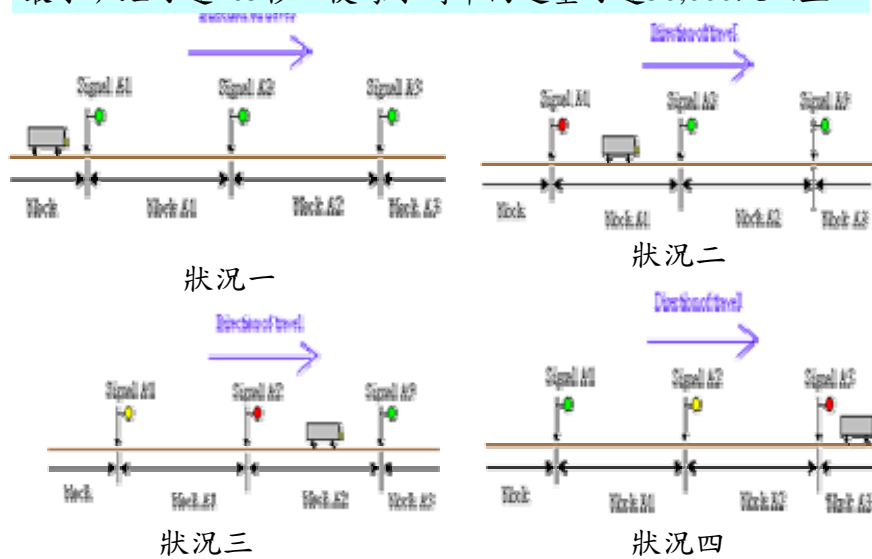 Direction of travel
Signal A1
Signal A2
Signal A3
Block
Block A1
Block A2
Block A3
狀況一
Direction of travel
Signal A1
Signal A2
Signal A3
Block
Block A1
Block A2
Block A3
狀況二
Direction of travel
Signal A1
Signal A2
Signal A3
Block
Block A1
Block A2
Block A3
狀況三
Direction of travel
Signal A1
Signal A2
Signal A3
Block
Block A1
Block A2
Block A3
狀況四